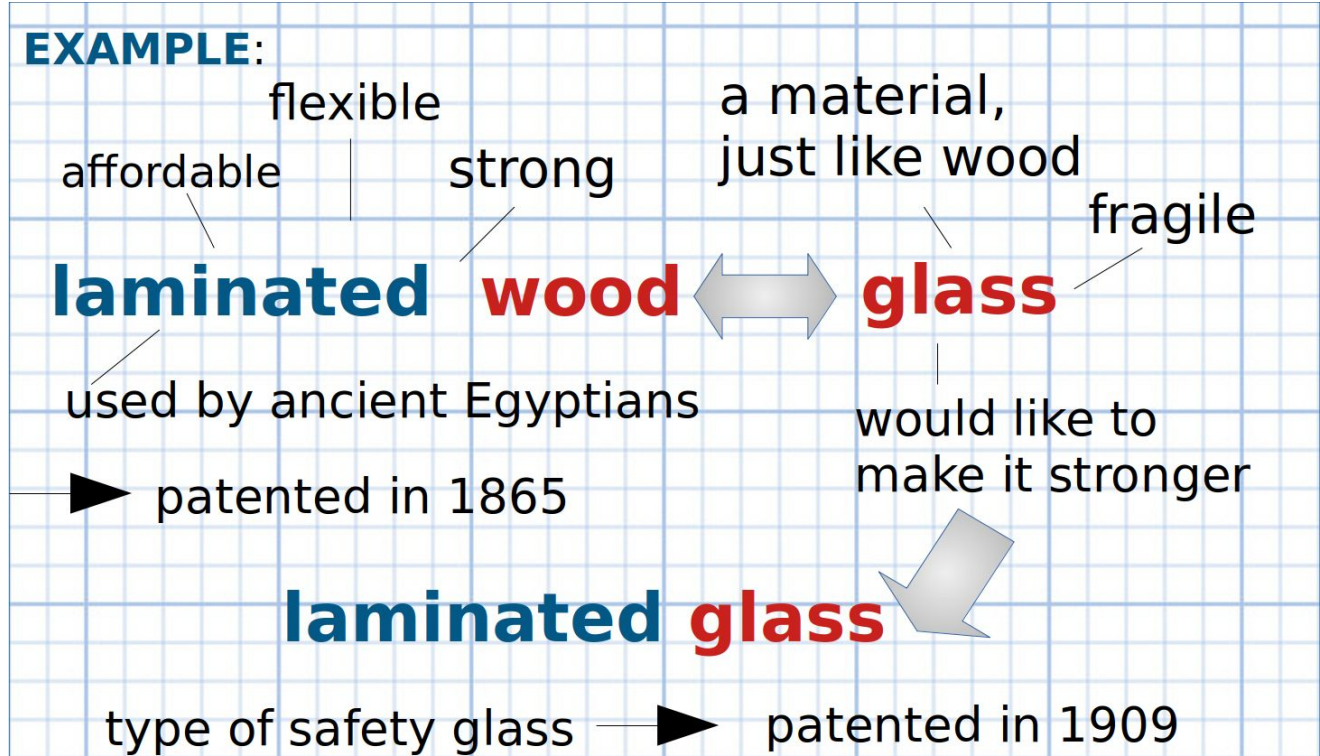 EXAMPLE:
flexible
affordable
strong
a material,
just like wood
fragile
laminated wood
glass
used by ancient Egyptians
would like to
make it stronger
patented in 1865
laminated glass
type of safety glass
patented in 1909